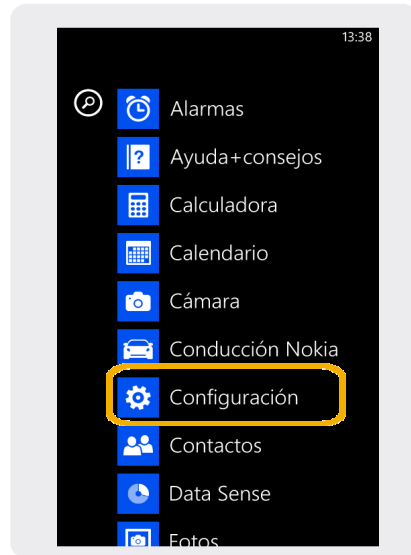 13:38
Alarmas
Ayuda+consejos
Calculadora
Calendario
Cámara
Conducción Nokia
Configuración
Contactos
Data Sense
Fotos